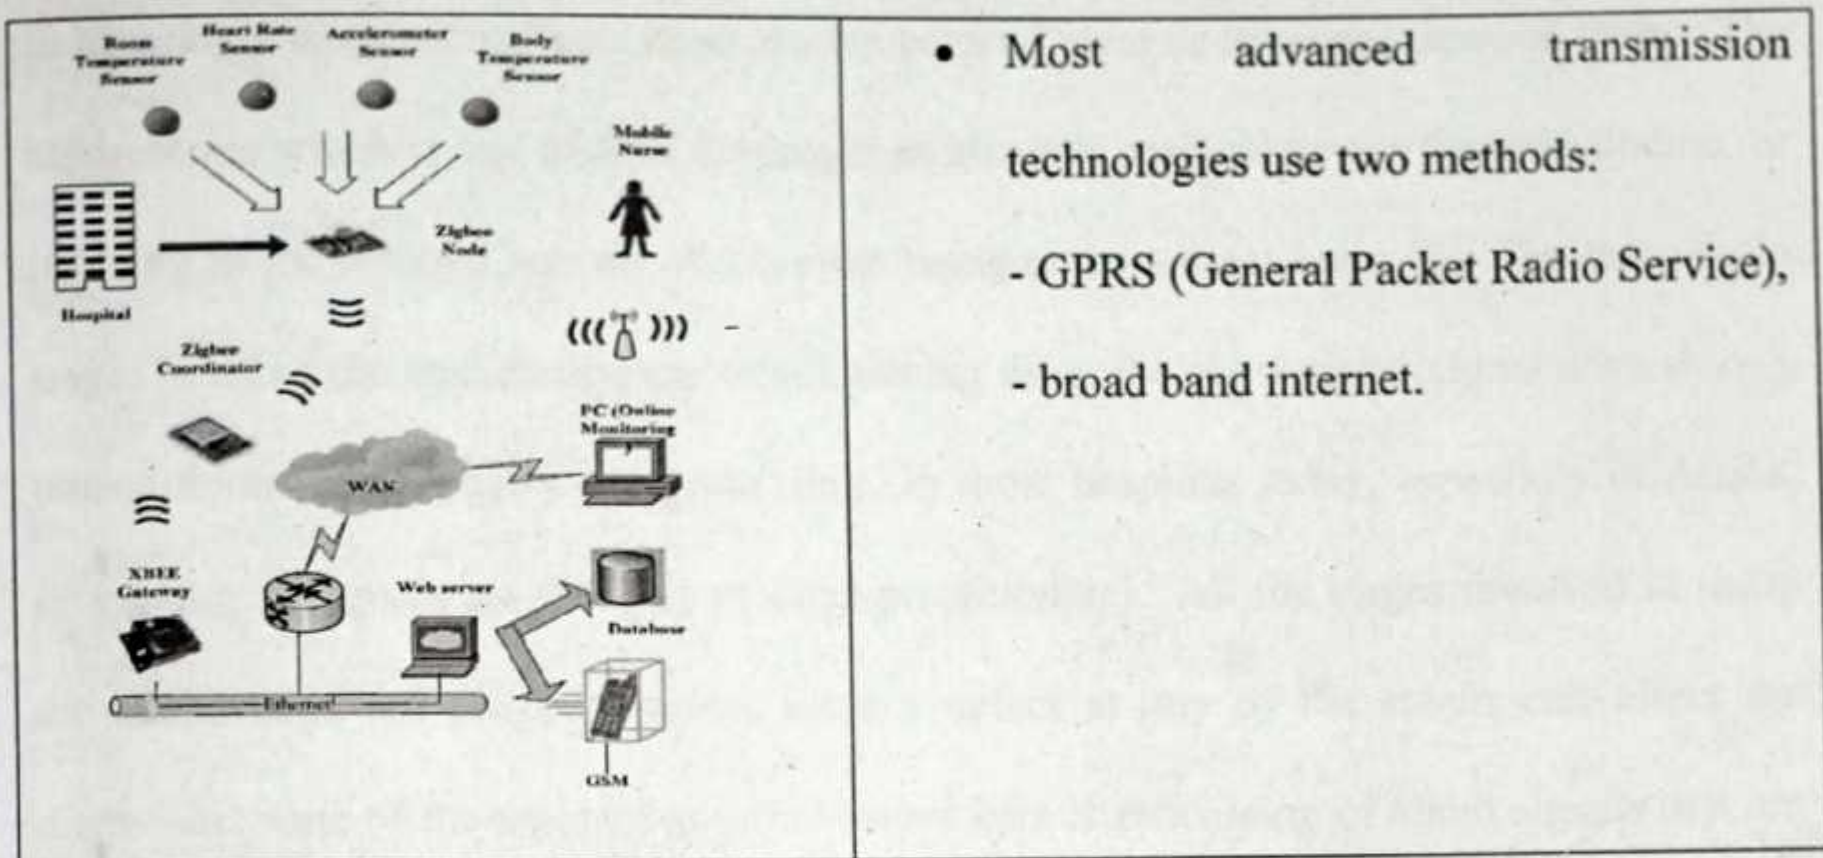 Room
Temperature
Sensor
Heart Rate
Sensor
Accelerometer
Sensor
Body
Temperature
Sensor
Mobile
Nurse
Zigbee
Node
Hospital
Zigbee
Coordinator
PC (Online
Monitoring
)
WAN
XBEE
Gateway
Web server
Database
Ethernet
GSM
• Most advanced transmission
technologies use two methods:
- GPRS (General Packet Radio Service),
- broad band internet.